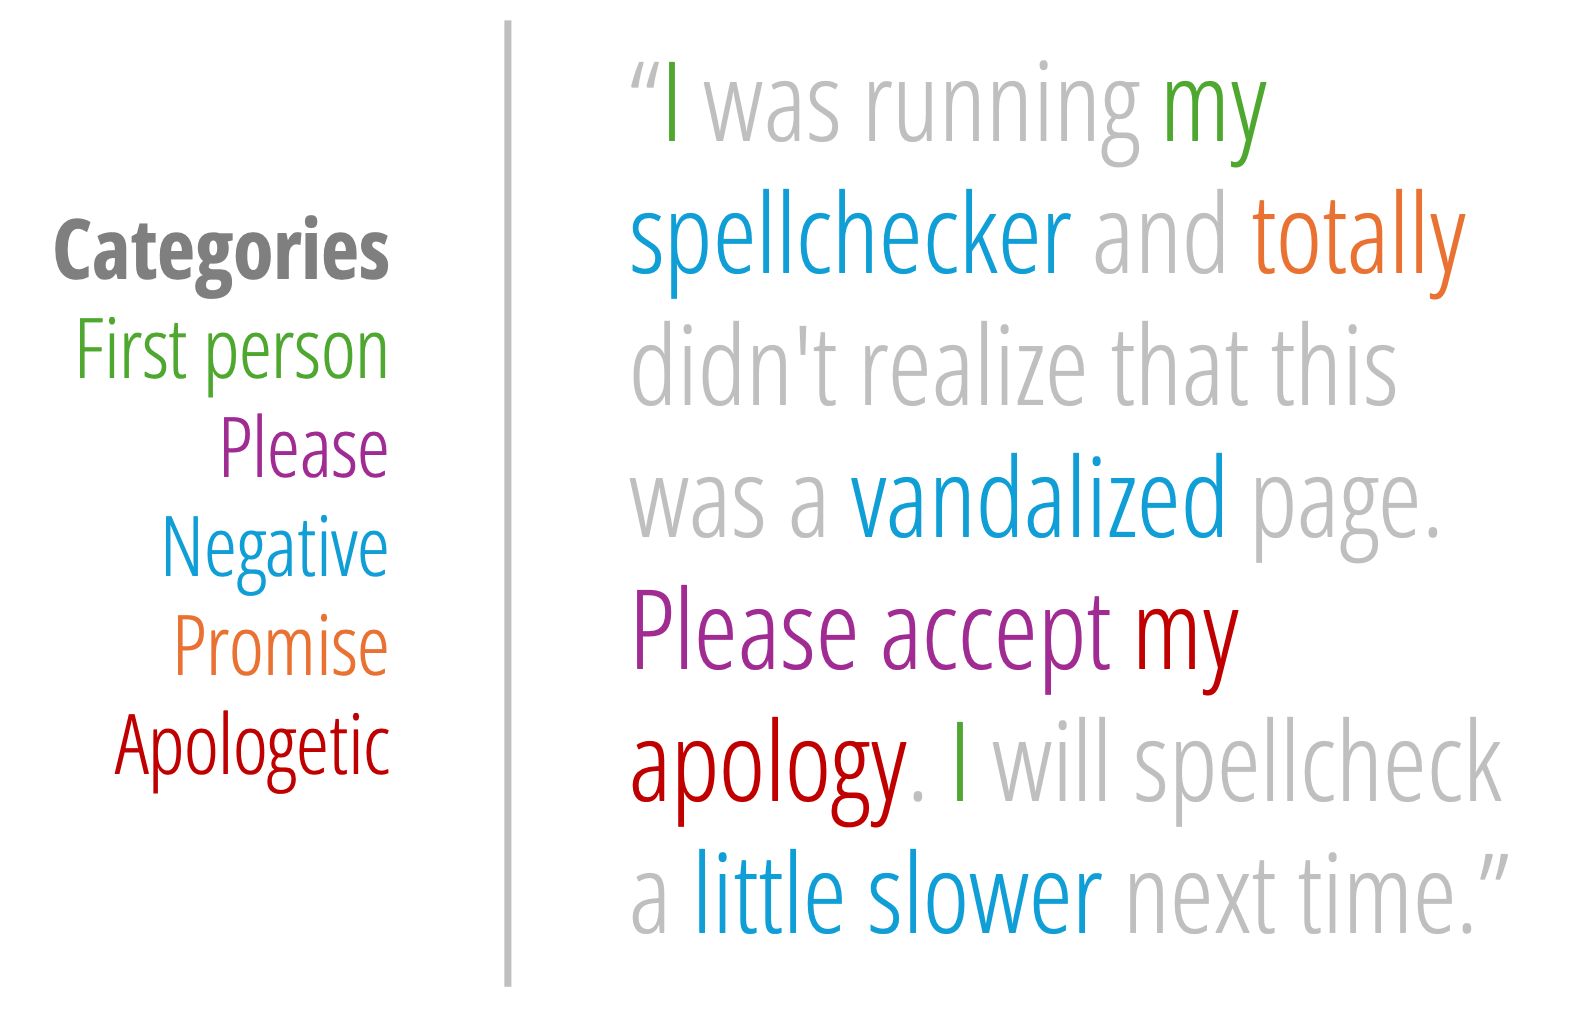 Categories
First person
Please
Negative
Promise
Apologetic
“I was running my
spellchecker and totally
didn't realize that this
was a vandalized page.
Please accept my
apology. I will spellcheck
a little slower next time.”